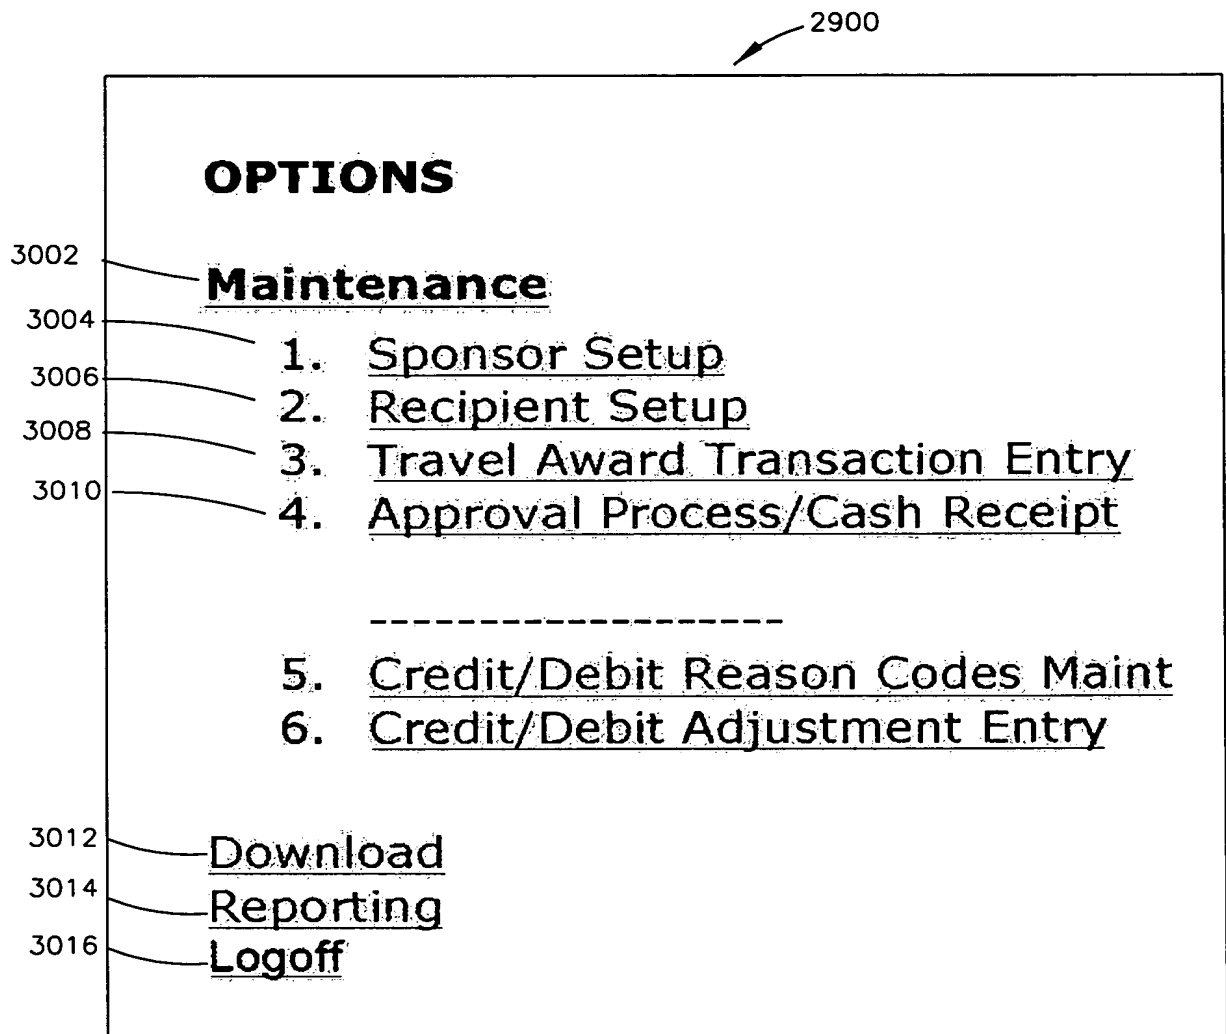 2900
OPTIONS
3002
Maintenance
3004
1. Sponsor Setup
3006
2. Recipient Setup
3008
3. Travel Award Transaction Entry
3010
4. Approval Process/Cash Receipt
-------------------
5. Credit/Debit Reason Codes Maint
6. Credit/Debit Adjustment Entry
3012
Download
3014
Reporting
3016
Logoff